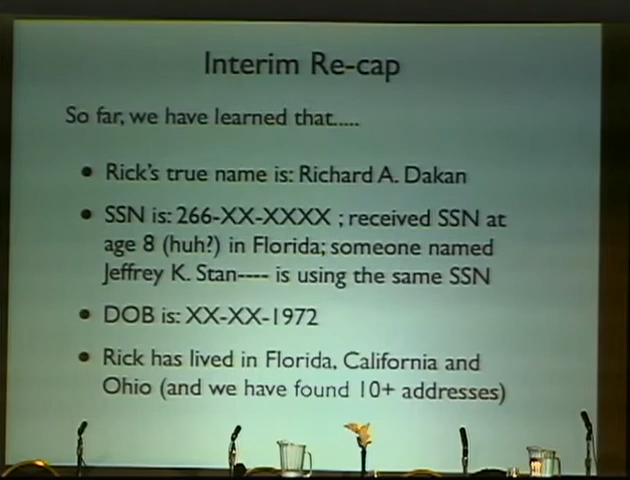 Interim Re-cap
So far, we have learned that.....
• Rick's true name is: Richard A. Dakan
• SSN is: 266-XX-XXXX ; received SSN at
age 8 (huh?) in Florida; someone named
Jeffrey K. Stan---- is using the same SSN
• DOB is: XX-XX-1972
• Rick has lived in Florida, California and
Ohio (and we have found 10+ addresses)